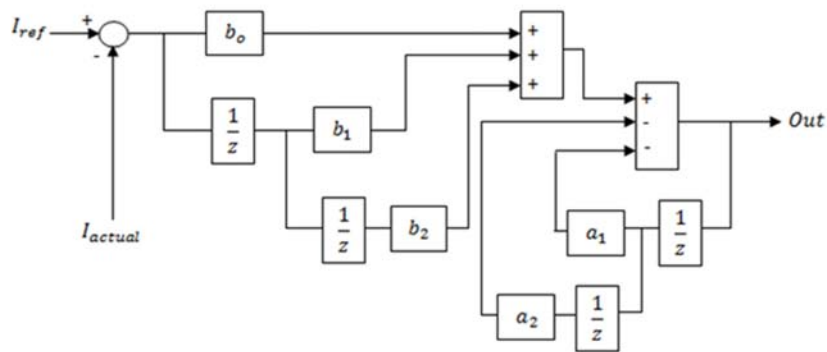 I_ref + -
b_o
+
+
+
1/z
b_1
+
-
-
Out
1/z
b_2
I_actual
a_1
1/z
a_2
1/z